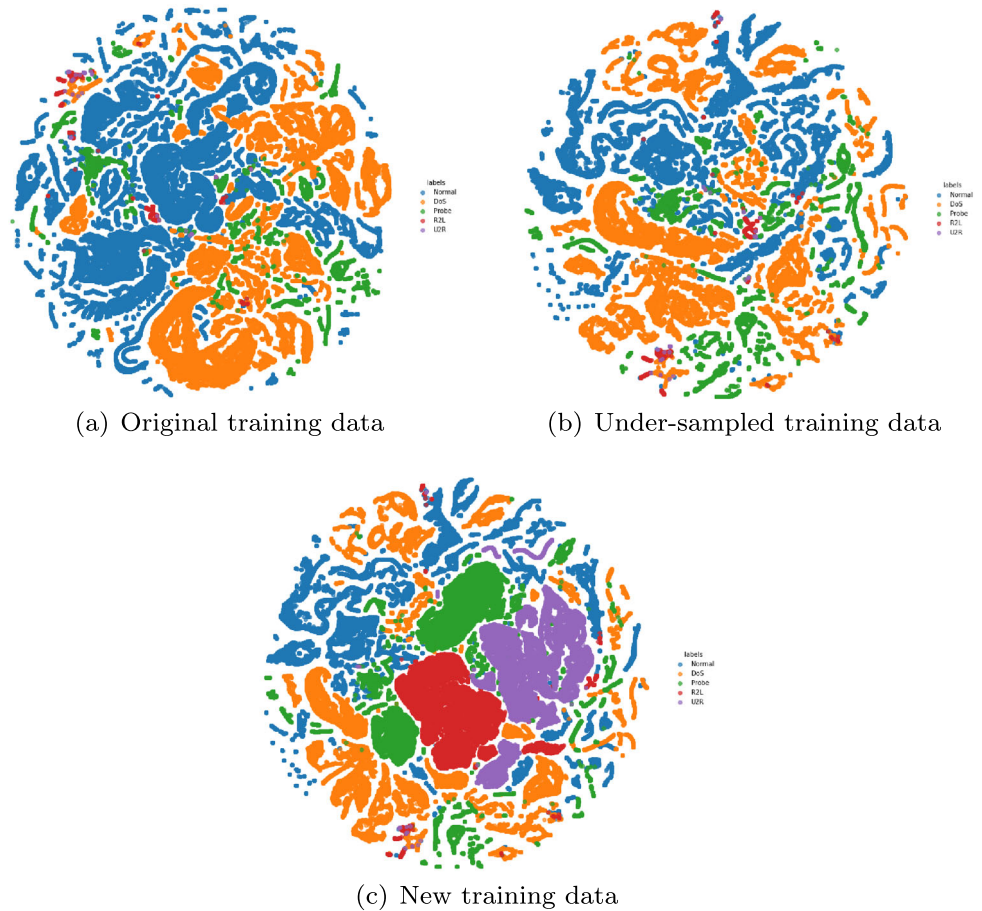 labels
Normal
DoS
Probe
R2L
U2R
labels
Normal
DoS
Probe
R2L
U2R
(a) Original training data
(b) Under-sampled training data
labels
Normal
DoS
Probe
R2L
U2R
(c) New training data